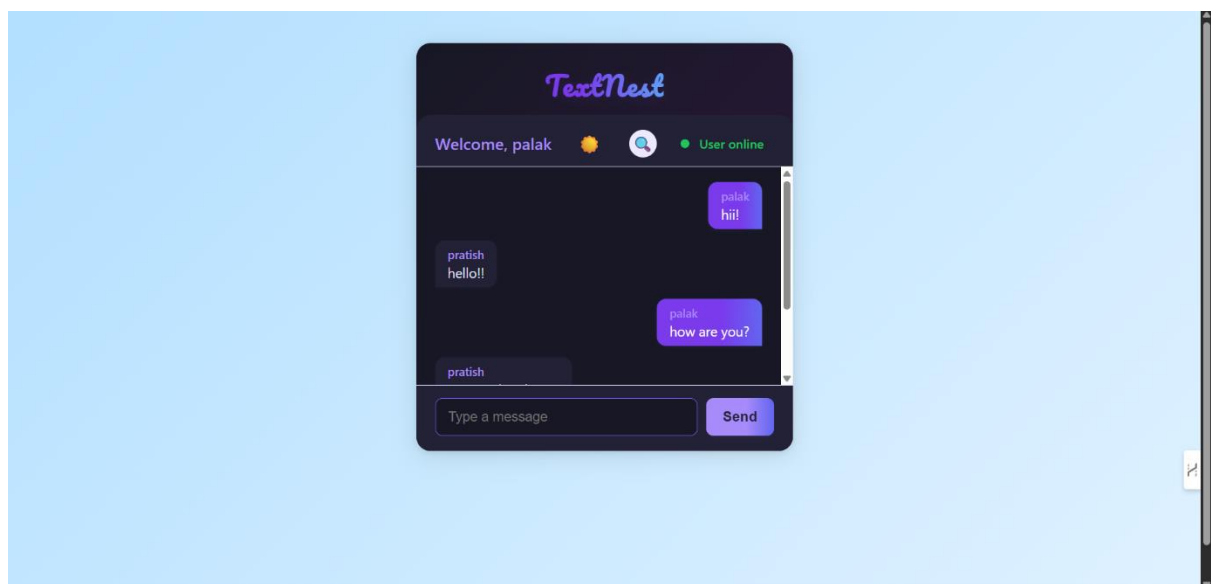 TextNest
Welcome, palak
User online
palak
hii!
pratish
hello!!
palak
how are you?
pratish
Type a message
Send